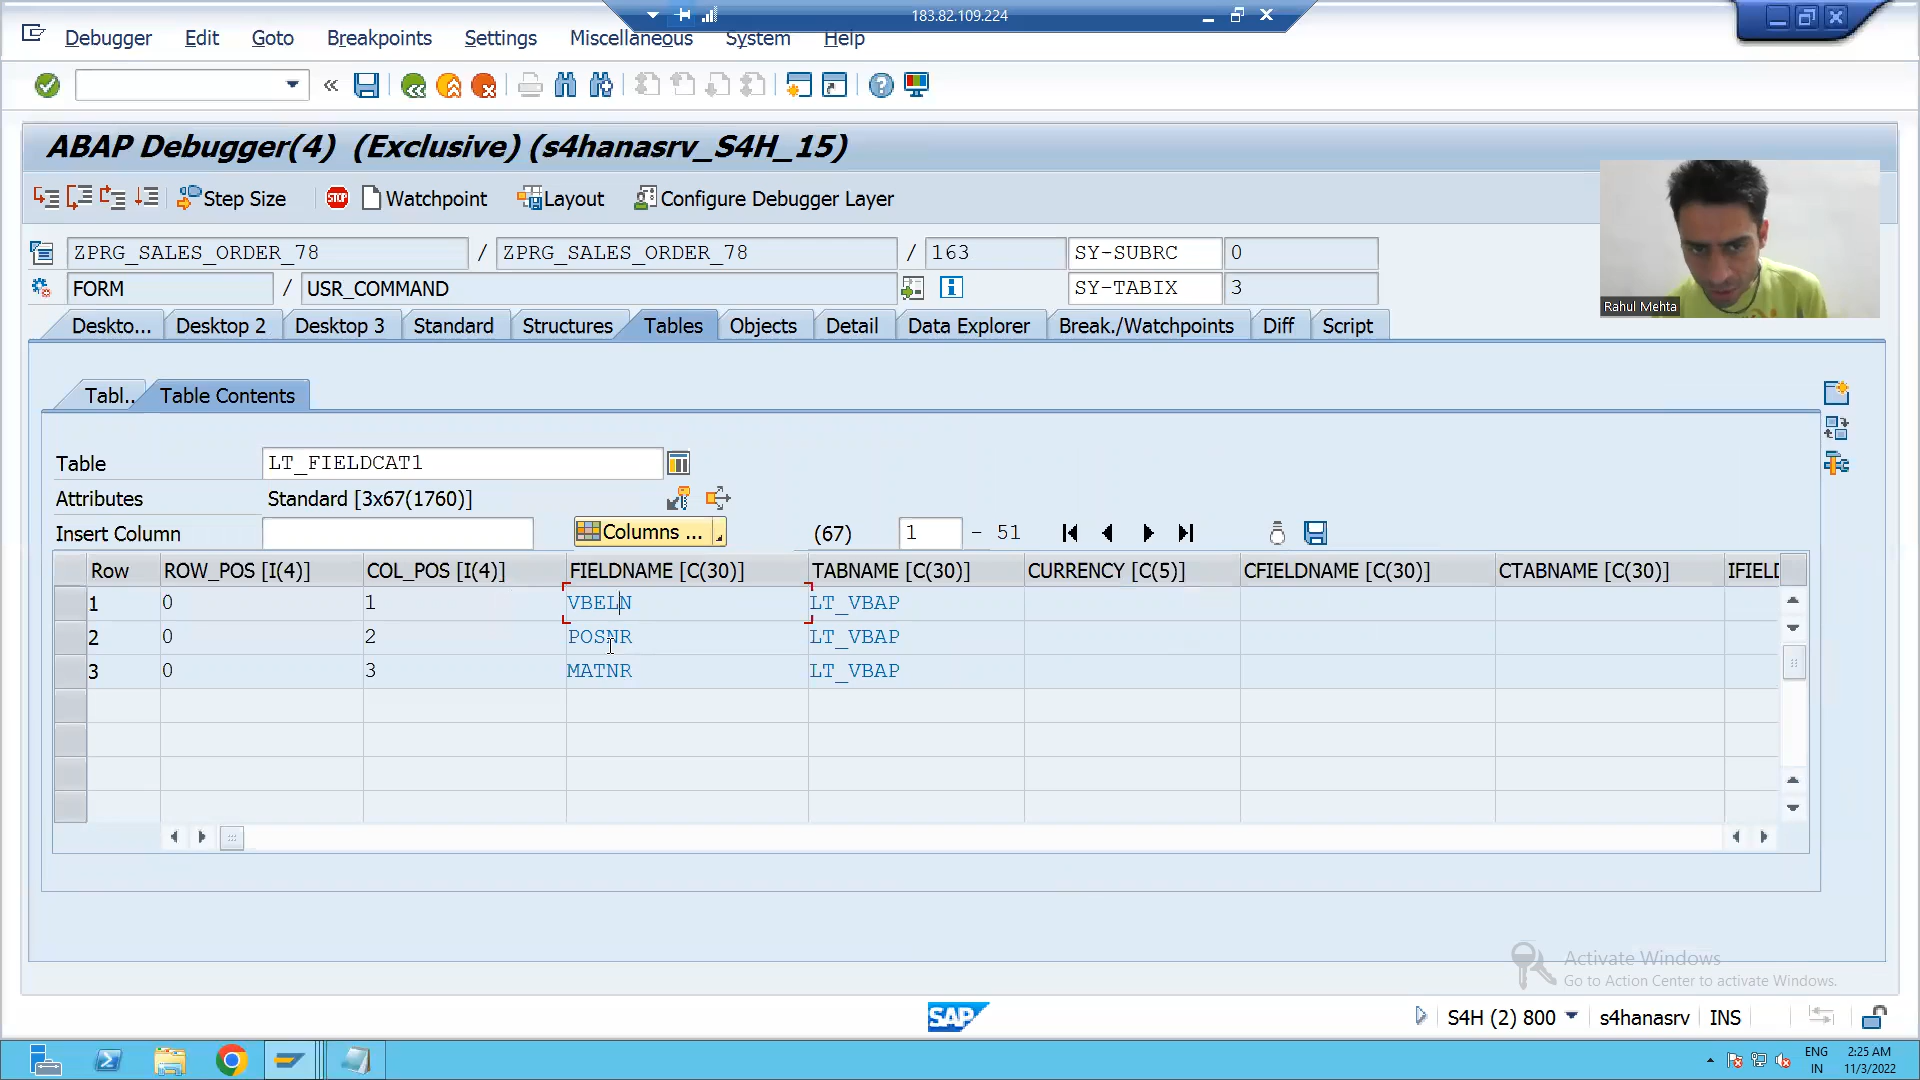 183.82.109.224
Debugger Edit Goto Breakpoints Settings Miscellaneous System Help
ABAP Debugger(4) (Exclusive) (s4hanasrv_S4H_15)
Step Size STOP Watchpoint Layout Configure Debugger Layer
ZPRG_SALES_ORDER_78 / ZPRG_SALES_ORDER_78 / 163 SY-SUBRC 0
FORM / USR_COMMAND SY-TABIX 3
Rahul Mehta
Deskto... Desktop 2 Desktop 3 Standard Structures Tables Objects Detail Data Explorer Break./Watchpoints Diff Script
Tabl.. Table Contents
Table LT_FIELDCAT1
Attributes Standard [3x67(1760)]
Insert Column Columns ... (67) 1 - 51
Row ROW_POS [I(4)] COL_POS [I(4)] FIELDNAME [C(30)] TABNAME [C(30)] CURRENCY [C(5)] CFIELDNAME [C(30)] CTABNAME [C(30)] IFIEL
1 0 1 VBELN LT_VBAP
2 0 2 POSNR LT_VBAP
3 0 3 MATNR LT_VBAP
Activate Windows
Go to Action Center to activate Windows.
SAP S4H (2) 800 s4hanasrv INS
ENG 2:25 AM
IN 11/3/2022